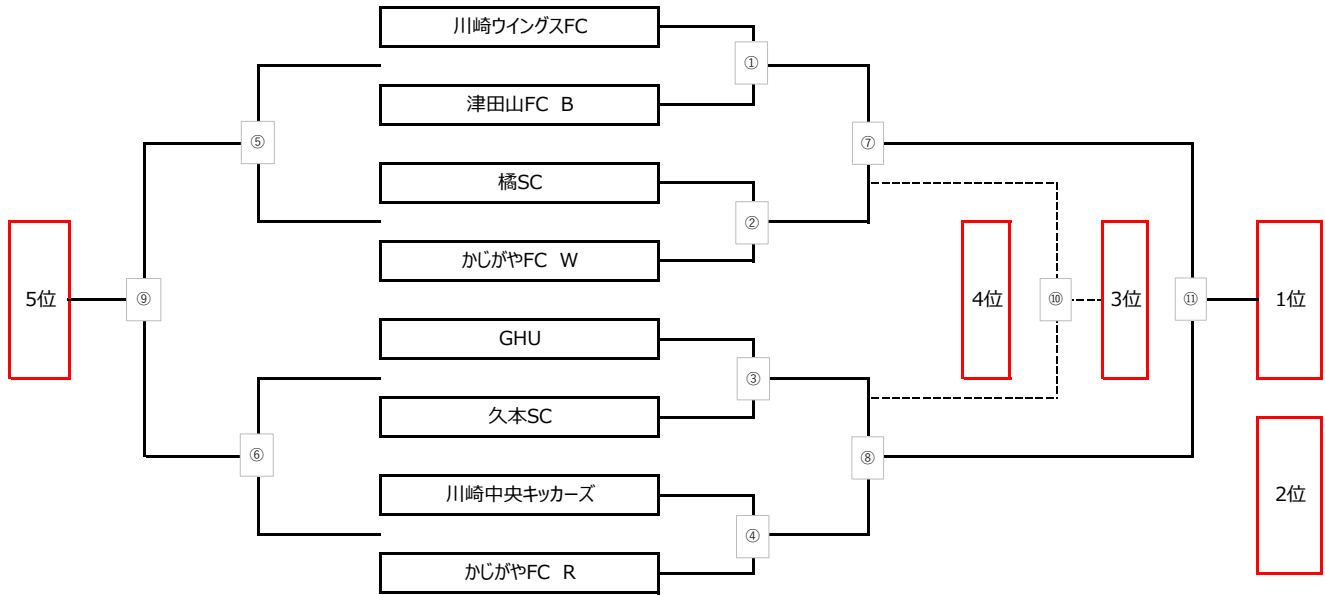 川崎ウイングスFC
①
津田山FC B
⑤
⑦
橘SC
②
かじがやFC W
5位
⑨
4位
⑩
3位
⑪
1位
GHU
③
久本SC
⑥
⑧
川崎中央キッカーズ
2位
④
かじがやFC R